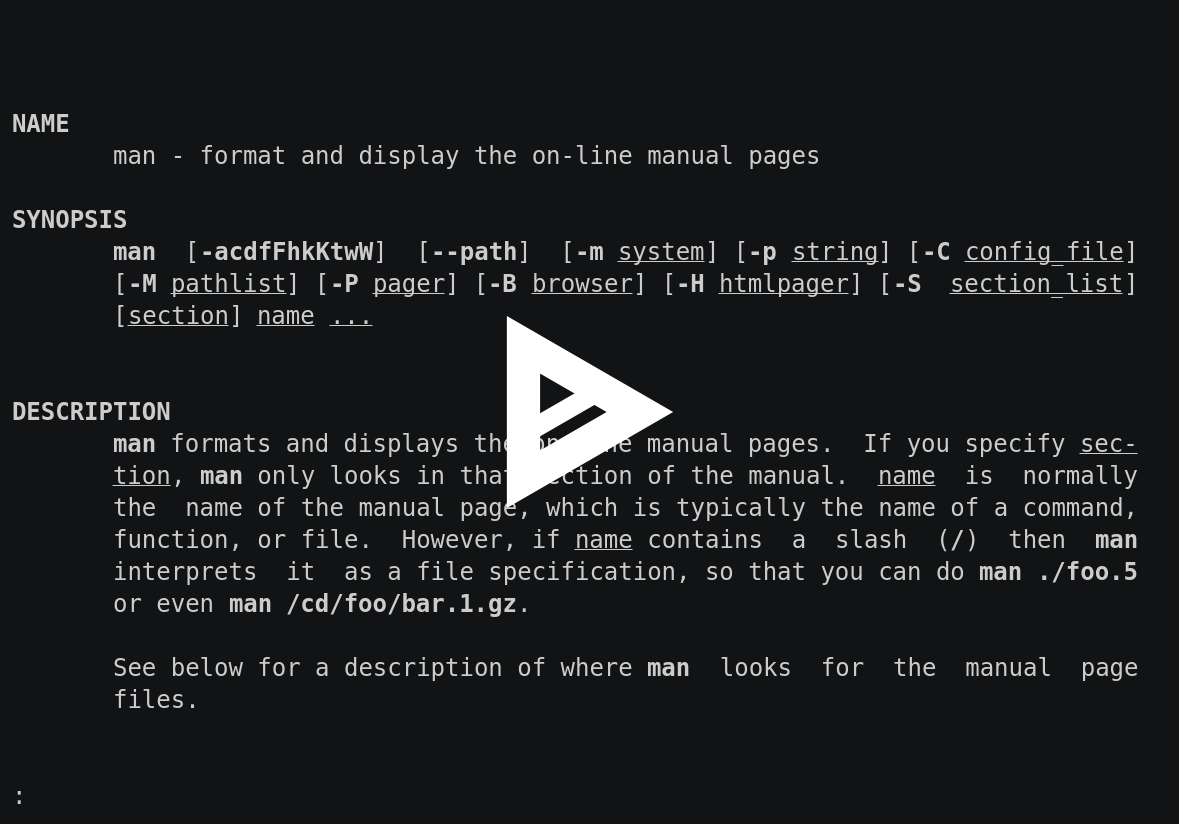 NAME
man - format and display the on-line manual pages
SYNOPSIS
man  [-acdfFhkKtwW]  [--path]  [-m system] [-p string] [-C config_file]
[-M pathlist] [-P pager] [-B browser] [-H htmlpager] [-S  section_list]
[section] name ...
DESCRIPTION
man formats and displays the manual pages.  If you specify sec-
tion, man only looks in that section of the manual.  name  is  normally
the  name of the manual page, which is typically the name of a command,
function, or file.  However, if name contains  a  slash  (/)  then  man
interprets  it  as a file specification, so that you can do man ./foo.5
or even man /cd/foo/bar.1.gz.
See below for a description of where man  looks  for  the  manual  page
files.
: